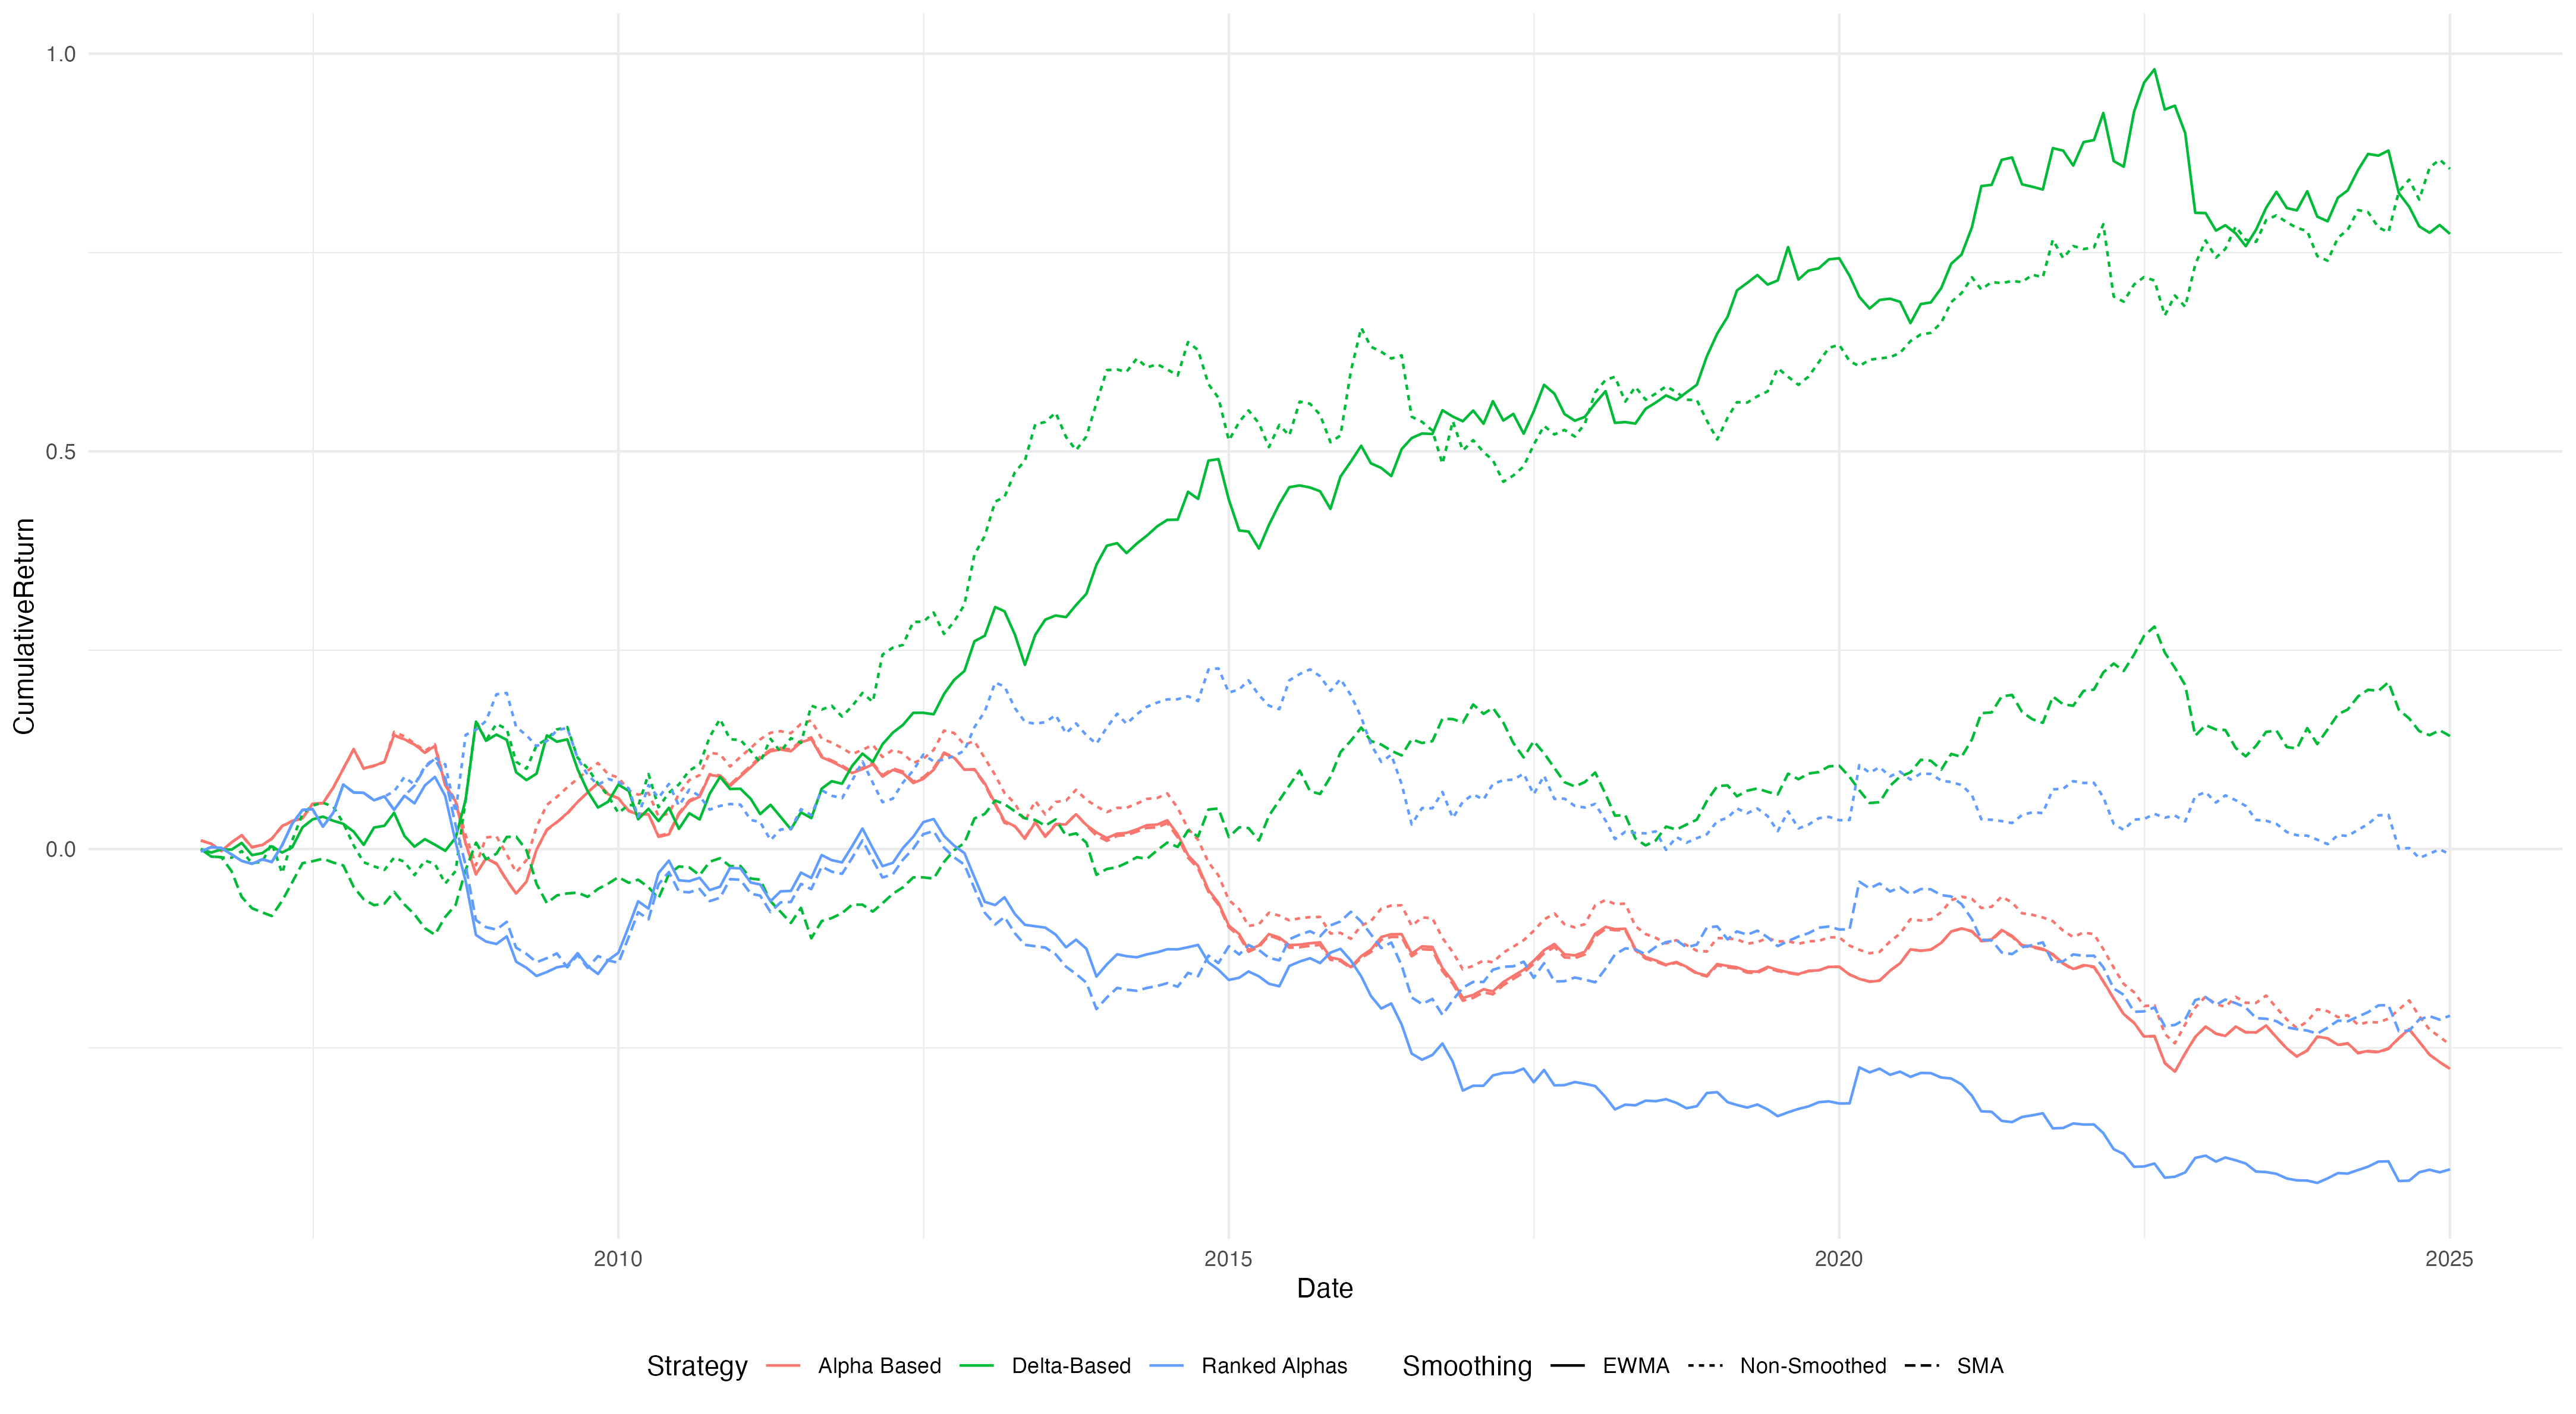 1.0
0.5
0.0
CumulativeReturn
2010 2015 2020 2025
Date
Strategy Alpha Based Delta-Based Ranked Alphas Smoothing EWMA Non-Smoothed SMA